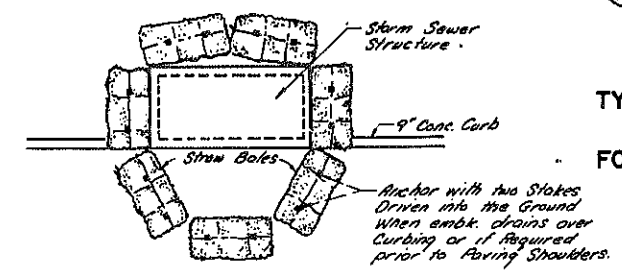 Storm Sewer
Structure.
TY
9" Conc. Curb
FO
Straw Bales
Anchor with two Stakes
Driven into the Ground
When embk. drains over
Curbing or if Required
prior to Paving Shoulders.